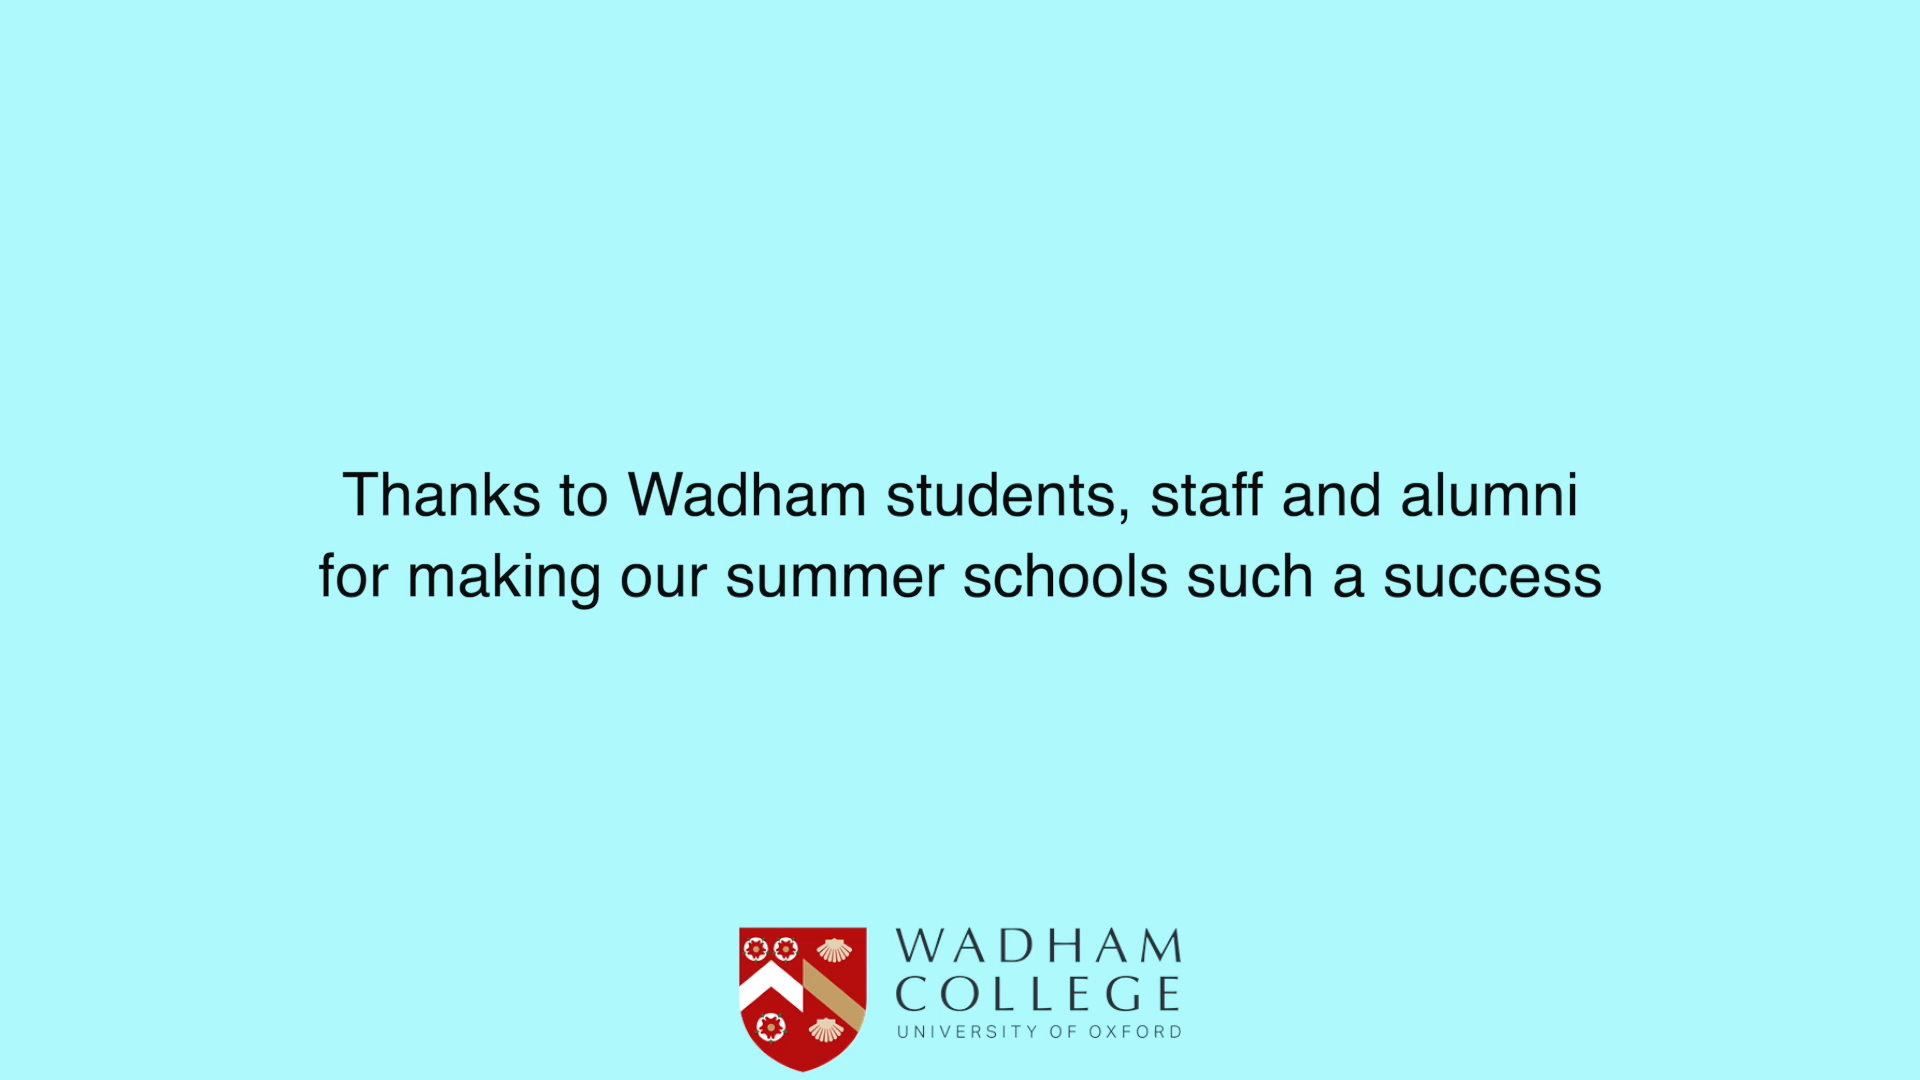 Thanks to Wadham students, staff and alumni
for making our summer schools such a success
WADHAM
COLLEGE
UNIVERSITY OF OXFORD